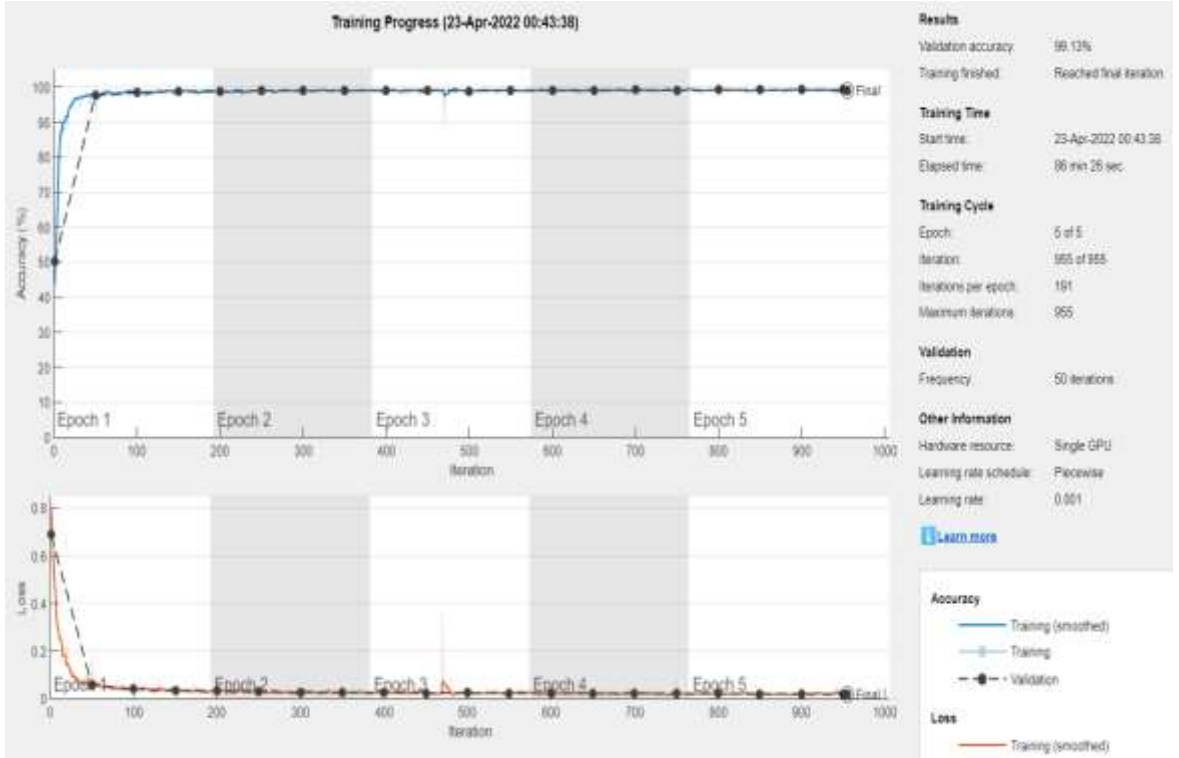 Training Progress (23-Apr-2022 00:43:38)
100
90
80
70
60
50
40
30
20
10
0
Accuracy (%)
Epoch 1
Epoch 2
Epoch 3
Epoch 4
Epoch 5
0 100 200 300 400 500 600 700 800 900 1000
Iteration
Final
0.8
0.6
0.4
0.2
0
Loss
Epoch 1
Epoch 2
Epoch 3
Epoch 4
Epoch 5
0 100 200 300 400 500 600 700 800 900 1000
Iteration
Final
Results
Validation accuracy: 99.13%
Training finished: Reached final iteration
Training Time
Start time: 23-Apr-2022 00:43:38
Elapsed time: min 26 sec
Training Cycle
Epoch: 5 of 5
Iteration: 955 of 955
Iterations per epoch: 191
Maximum iterations: 955
Validation
Frequency: 50 iterations
Other Information
Hardware resource: Single GPU
Learning rate schedule: Piecewise
Learning rate: 0.001
Learn more
Accuracy
Training (smoothed)
Training
Validation
Loss
Training (smoothed)